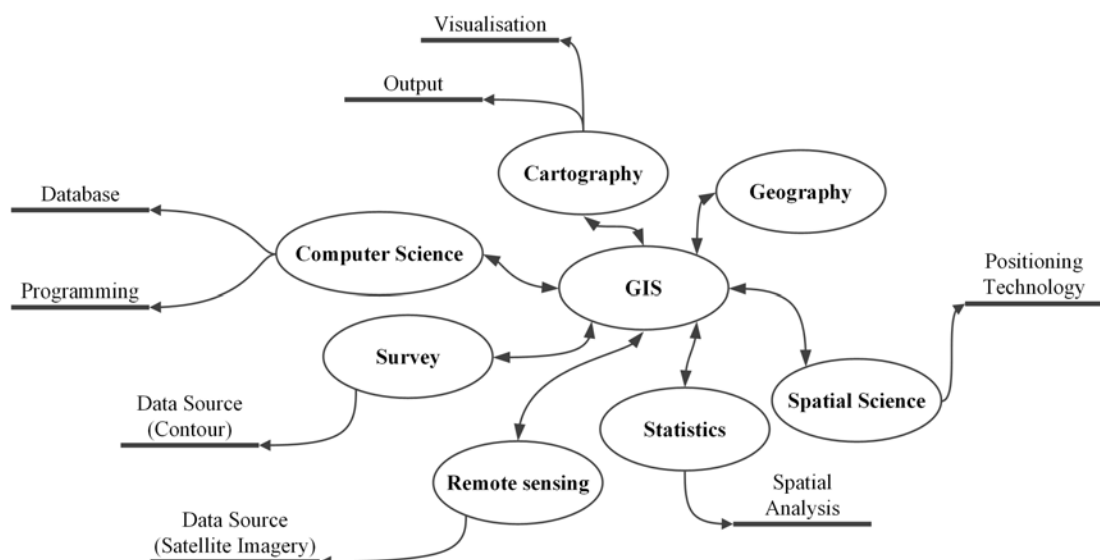 Visualisation
Output
Cartography
Geography
Database
Computer Science
Programming
GIS
Positioning
Technology
Survey
Spatial Science
Data Source
(Contour)
Statistics
Remote sensing
Spatial
Analysis
Data Source
(Satellite Imagery)